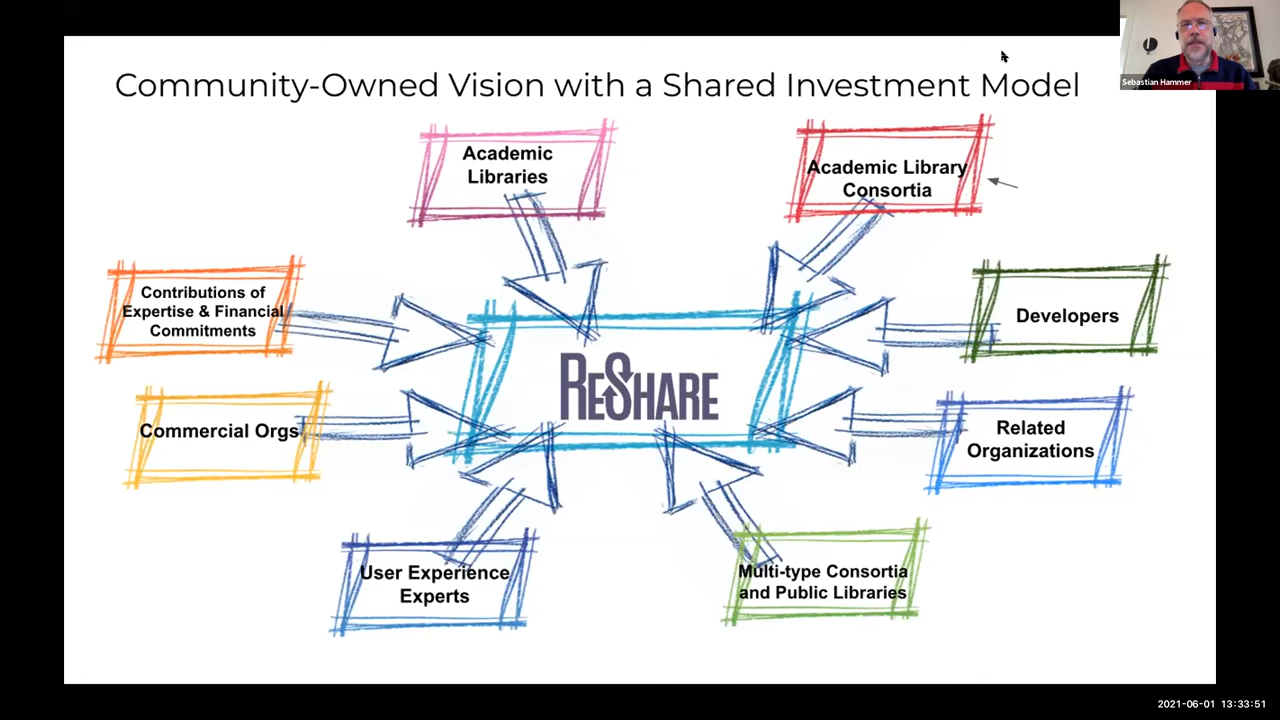 Community-Owned Vision with a Shared Investment Model
Sebastian Hammer
Academic
Libraries
Academic Library
Consortia
Contributions of
Expertise & Financial
Commitments
Developers
RESHARE
Commercial Orgs
Related
Organizations
User Experience
Experts
Multi-type Consortia
and Public Libraries
2021-06-01 13:33:51